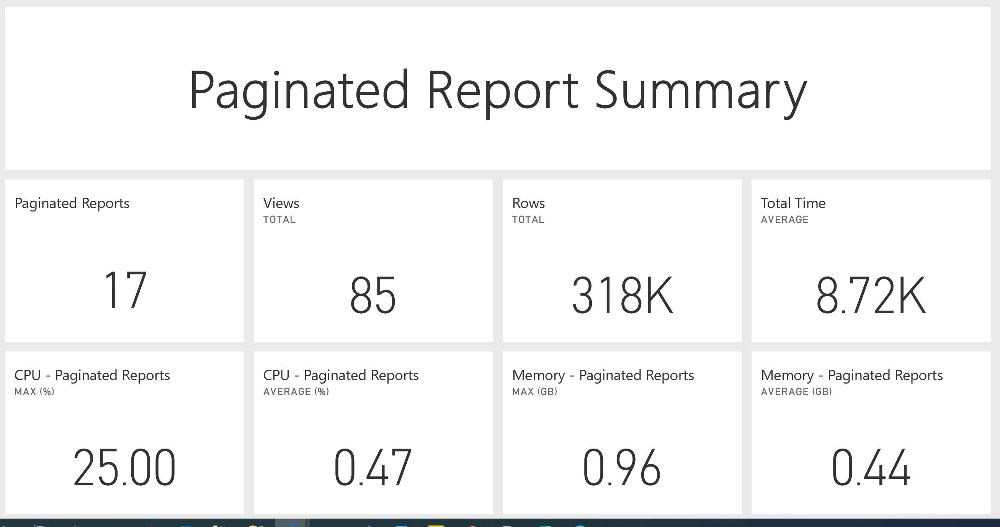 Paginated Report Summary
Paginated Reports
17
Views
TOTAL
85
Rows
TOTAL
318K
Total Time
AVERAGE
8.72K
CPU - Paginated Reports
MAX (%)
25.00
CPU - Paginated Reports
AVERAGE (%)
0.47
Memory - Paginated Reports
MAX (GB)
0.96
Memory - Paginated Reports
AVERAGE (GB)
0.44